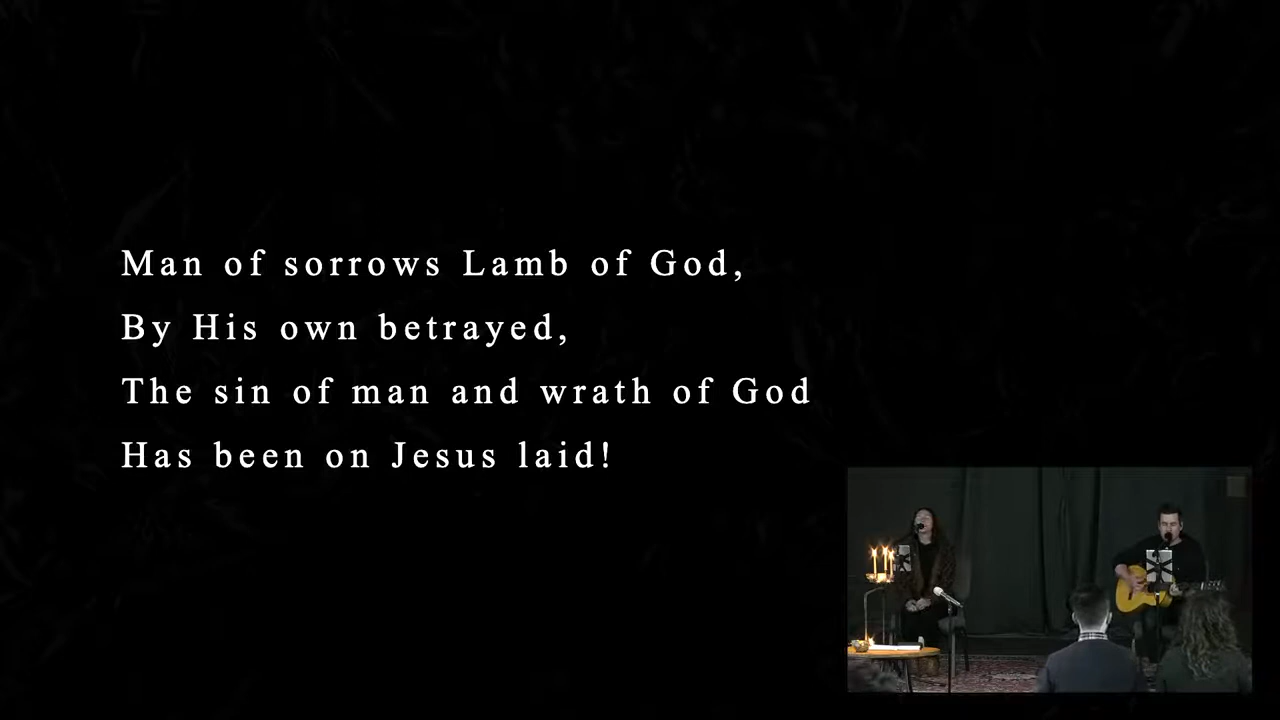 Man of sorrows Lamb of God,
By His own betrayed,
The sin of man and wrath of God
Has been on Jesus laid!